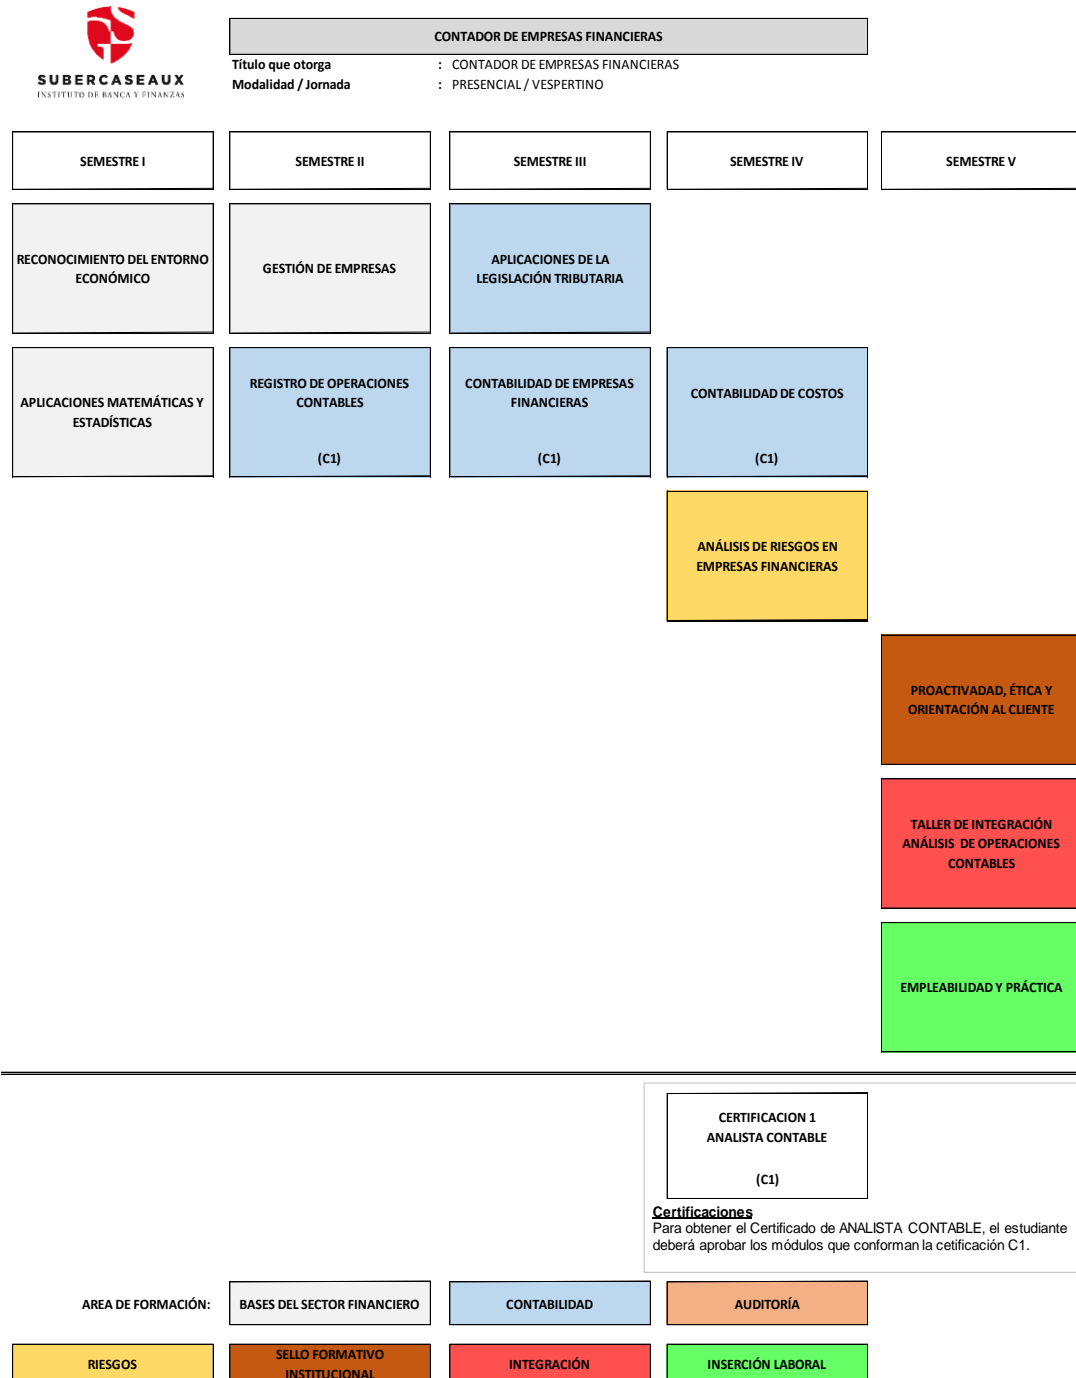 SUBERCASEAUX
INSTITUTO DE BANCA Y FINANZAS
CONTADOR DE EMPRESAS FINANCIERAS
Título que otorga : CONTADOR DE EMPRESAS FINANCIERAS
Modalidad / Jornada : PRESENCIAL / VESPERTINO
SEMESTRE I
SEMESTRE II
SEMESTRE III
SEMESTRE IV
SEMESTRE V
RECONOCIMIENTO DEL ENTORNO
ECONÓMICO
GESTIÓN DE EMPRESAS
APLICACIONES DE LA
LEGISLACIÓN TRIBUTARIA
APLICACIONES MATEMÁTICAS Y
ESTADÍSTICAS
REGISTRO DE OPERACIONES
CONTABLES
(C1)
CONTABILIDAD DE EMPRESAS
FINANCIERAS
(C1)
CONTABILIDAD DE COSTOS
(C1)
ANÁLISIS DE RIESGOS EN
EMPRESAS FINANCIERAS
PROACTIVADAD, ÉTICA Y
ORIENTACIÓN AL CLIENTE
TALLER DE INTEGRACIÓN
ANÁLISIS DE OPERACIONES
CONTABLES
EMPLEABILIDAD Y PRÁCTICA
CERTIFICACION 1
ANALISTA CONTABLE
(C1)
Certificaciones
Para obtener el Certificado de ANALISTA CONTABLE, el estudiante
deberá aprobar los módulos que conforman la cetificación C1.
AREA DE FORMACIÓN:
BASES DEL SECTOR FINANCIERO
CONTABILIDAD
AUDITORÍA
RIESGOS
SELLO FORMATIVO
INSTITUCIONAL
INTEGRACIÓN
INSERCIÓN LABORAL